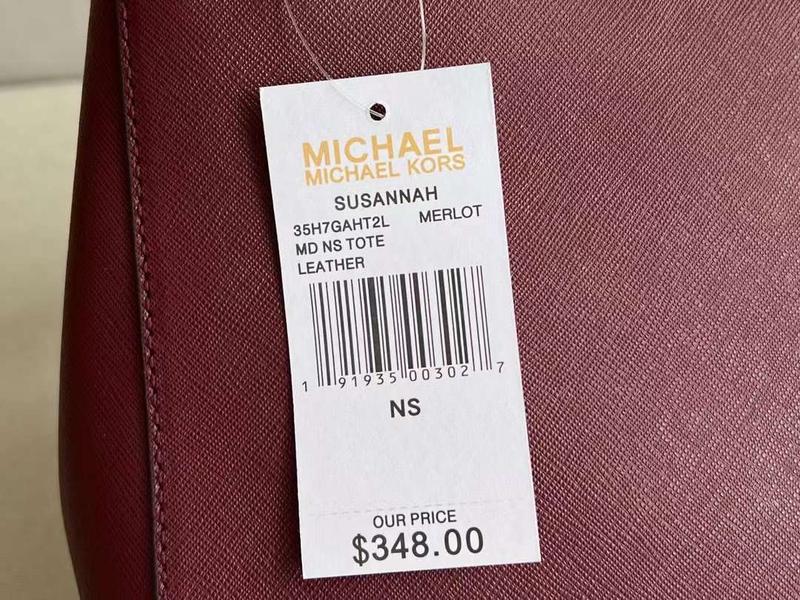 MICHAEL
MICHAEL KORS
SUSANNAH
35H7GAHT2L MERLOT
MD NS TOTE
LEATHER
1 91935 00302 7
NS
OUR PRICE
$348.00